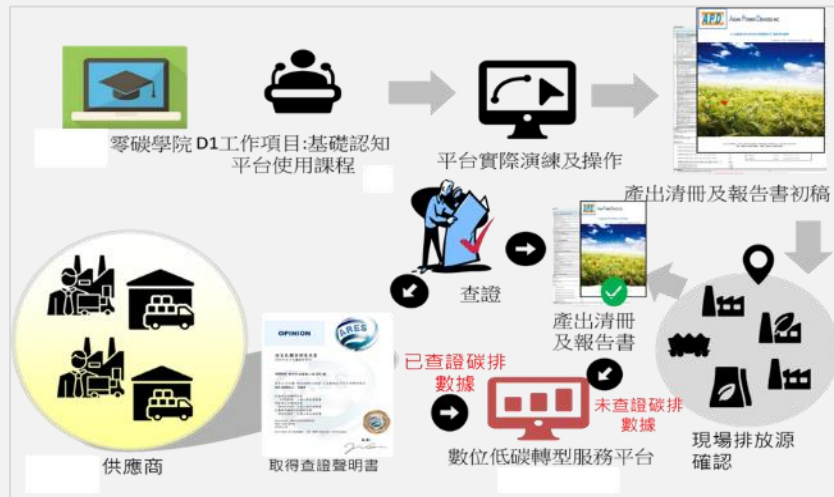 零碳學院 D1工作項目:基礎認知
平台使用課程
平台實際演練及操作
A.P.D.
產出清冊及報告書初稿
查證
產出清冊
及報告書
已查證碳排
數據
未查證碳排
數據
OPINION
ARES
供應商
取得查證聲明書
數位低碳轉型服務平台
現場排放源
確認